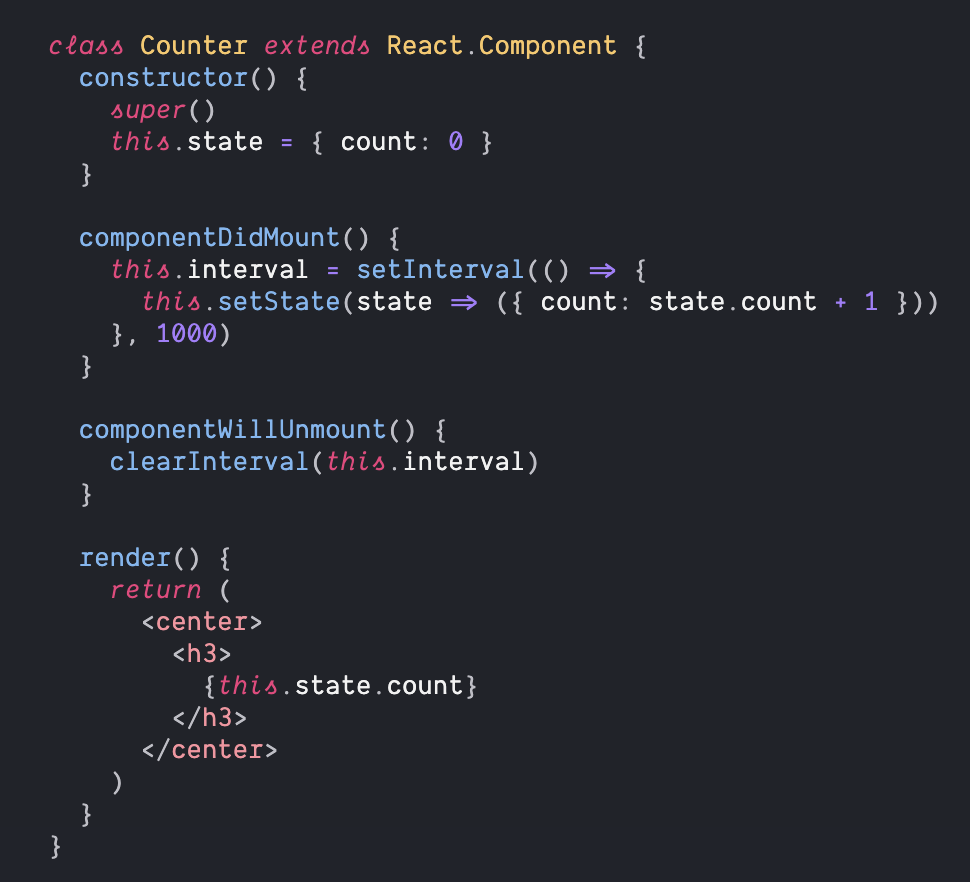 class Counter extends React.Component {
  constructor() {
    super()
    this.state = { count: 0 }
  }

  componentDidMount() {
    this.interval = setInterval(() => {
      this.setState(state => ({ count: state.count + 1 }))
    }, 1000)
  }

  componentWillUnmount() {
    clearInterval(this.interval)
  }

  render() {
    return (
      <center>
        <h3>
          {this.state.count}
        </h3>
      </center>
    )
  }
}